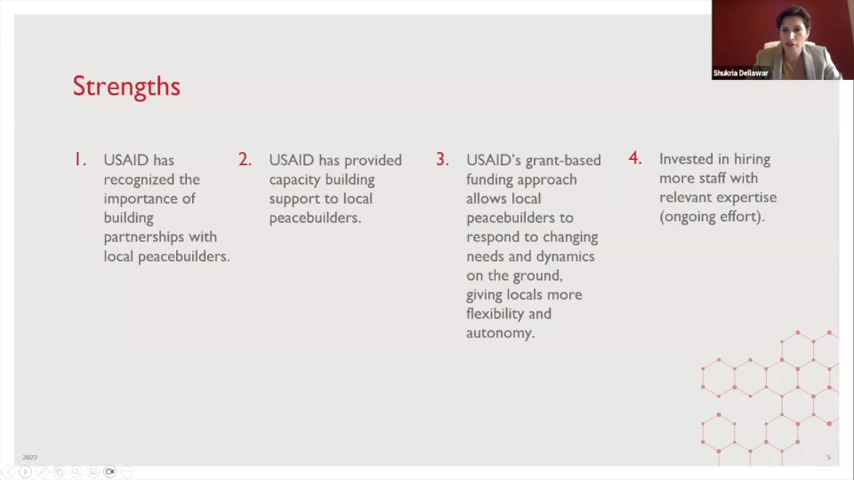 Shukria Dellawar
Strengths
1. USAID has
recognized the
importance of
building
partnerships with
local peacebuilders.
2. USAID has provided
capacity building
support to local
peacebuilders.
3. USAID's grant-based
funding approach
allows local
peacebuilders to
respond to changing
needs and dynamics
on the ground,
giving locals more
flexibility and
autonomy.
4. Invested in hiring
more staff with
relevant expertise
(ongoing effort).
2023
5